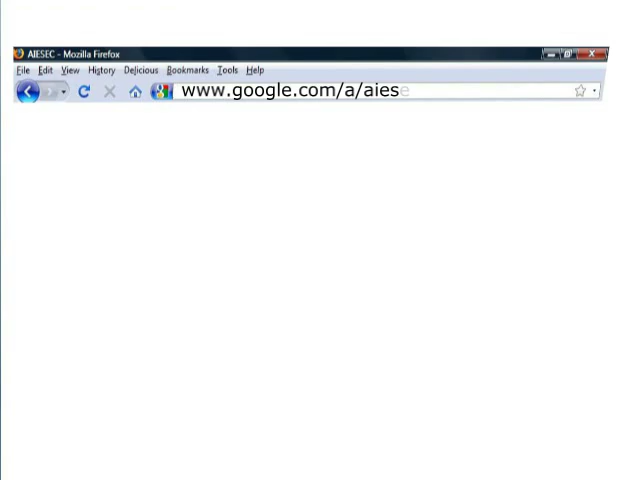 AIESEC - Mozilla Firefox
File Edit View History Delicious Bookmarks Tools Help
www.google.com/a/aiese